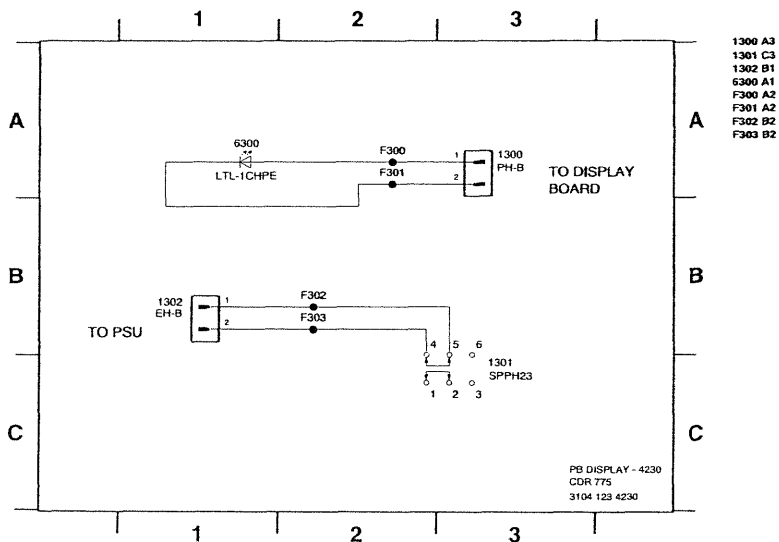 1 2 3
1300 A3
1301 C3
1302 B1
6300 A1
F300 A2
F301 A2
F302 B2
F303 B2
A A
6300
LTL-1CHPE
F300
F301
1
2
1300
PH-B
TO DISPLAY
BOARD
B B
1302
EH-B
1
2
TO PSU
F302
F303
4 5 6
1301
SPPH23
1 2 3
C C
PB DISPLAY - 4230
CDR 775
3104 123 4230
1 2 3